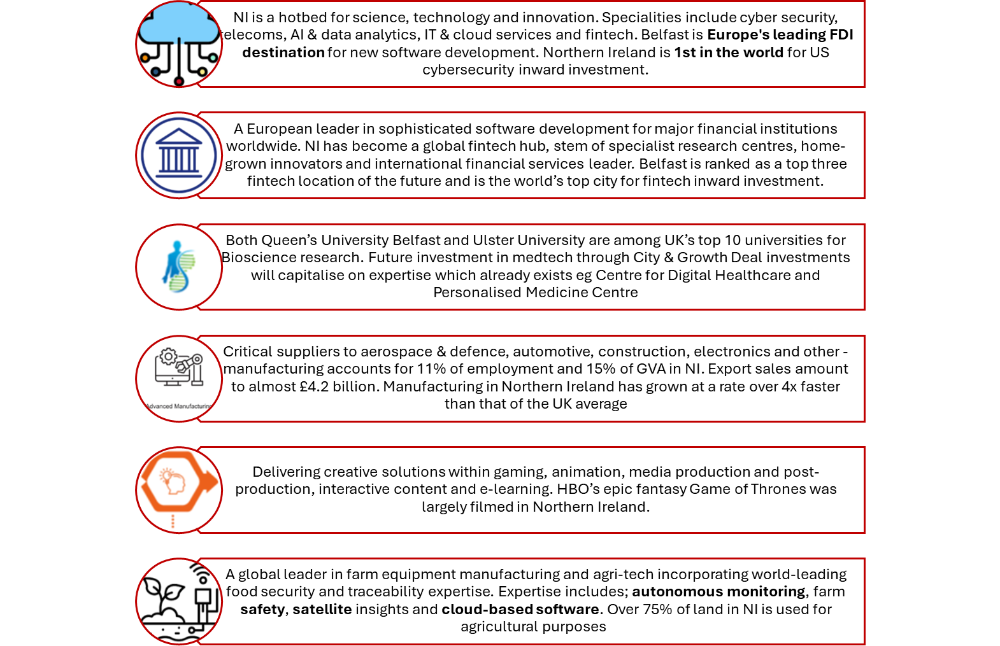 NI is a hotbed for science, technology and innovation. Specialities include cyber security,
telecoms, AI & data analytics, IT & cloud services and fintech. Belfast is Europe's leading FDI
destination for new software development. Northern Ireland is 1st in the world for US
cybersecurity inward investment.
A European leader in sophisticated software development for major financial institutions
worldwide. NI has become a global fintech hub, stem of specialist research centres, home-
grown innovators and international financial services leader. Belfast is ranked as a top three
fintech location of the future and is the world’s top city for fintech inward investment.
Both Queen’s University Belfast and Ulster University are among UK’s top 10 universities for
Bioscience research. Future investment in medtech through City & Growth Deal investments
will capitalise on expertise which already exists eg Centre for Digital Healthcare and
Personalised Medicine Centre
Critical suppliers to aerospace & defence, automotive, construction, electronics and other -
manufacturing accounts for 11% of employment and 15% of GVA in NI. Export sales amount
to almost £4.2 billion. Manufacturing in Northern Ireland has grown at a rate over 4x faster
than that of the UK average
Advanced Manufacturing
Delivering creative solutions within gaming, animation, media production and post-
production, interactive content and e-learning. HBO’s epic fantasy Game of Thrones was
largely filmed in Northern Ireland.
A global leader in farm equipment manufacturing and agri-tech incorporating world-leading
food security and traceability expertise. Expertise includes; autonomous monitoring, farm
safety, satellite insights and cloud-based software. Over 75% of land in NI is used for
agricultural purposes